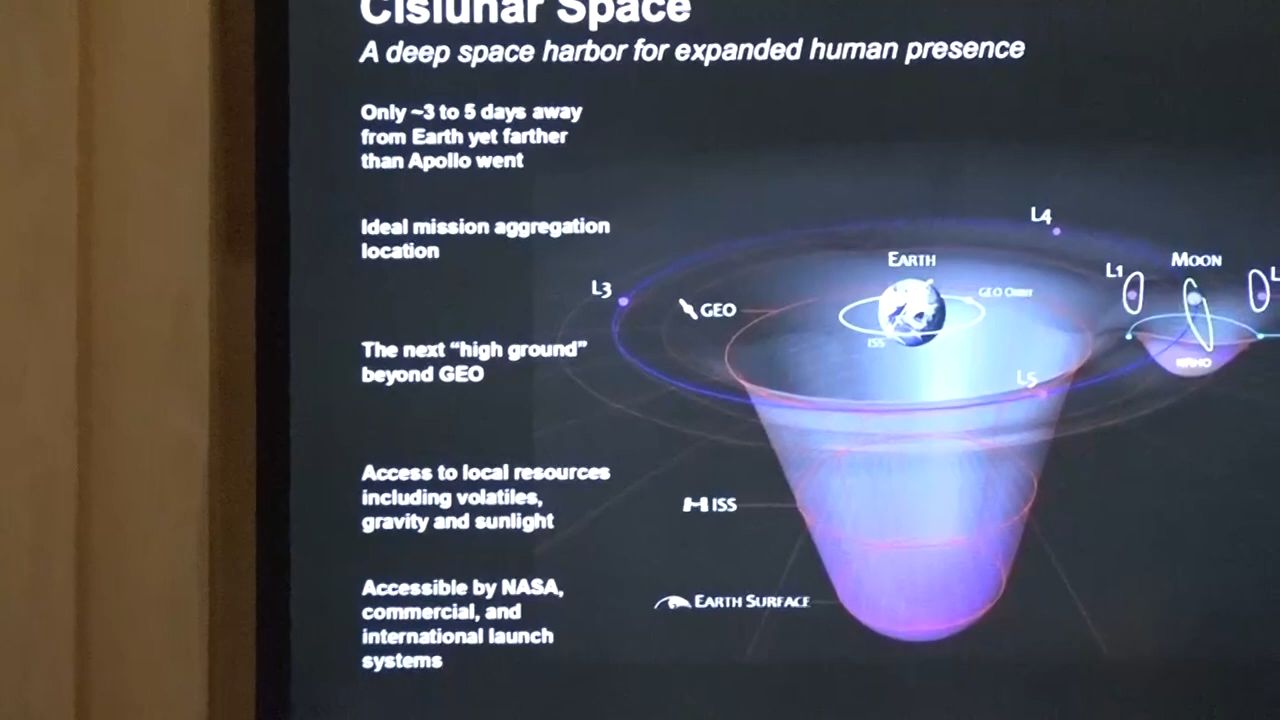 Cislunar Space
A deep space harbor for expanded human presence
Only ~3 to 5 days away
from Earth yet farther
than Apollo went
Ideal mission aggregation
location
The next “high ground”
beyond GEO
Access to local resources
including volatiles,
gravity and sunlight
Accessible by NASA,
commercial, and
international launch
systems
L4
EARTH
L1
MOON
L3
GEO
GEO ORBIT
ISS
NRHO
L5
ISS
EARTH SURFACE